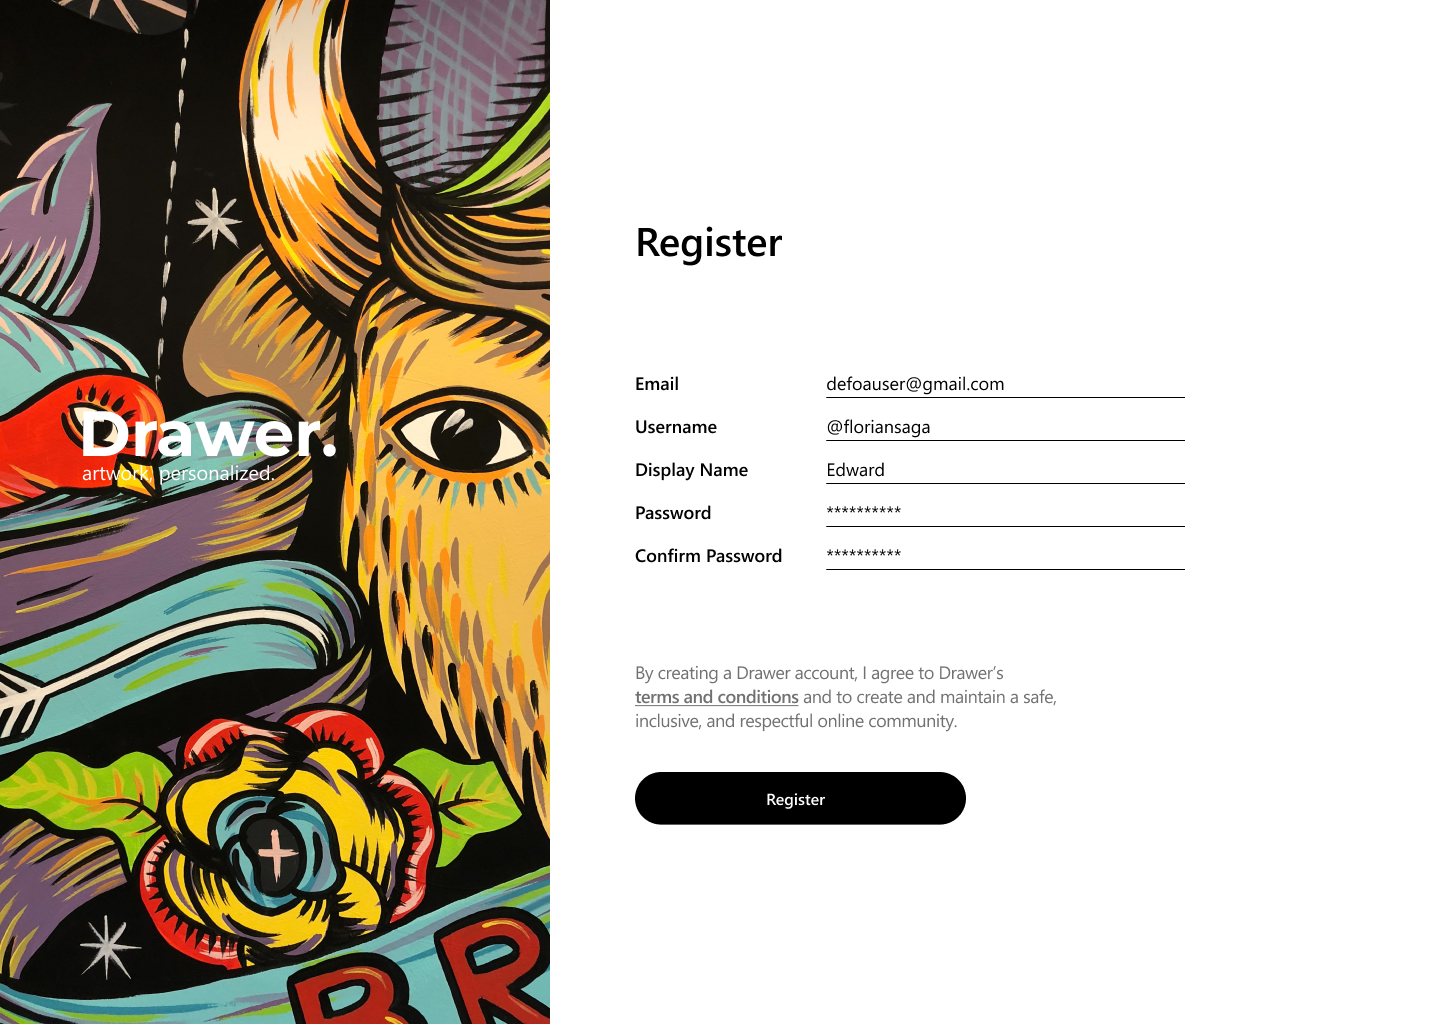 Drawer.
artwork, personalized.
BR
Register
Email defoauser@gmail.com
Username @floriansaga
Display Name Edward
Password **********
Confirm Password **********
By creating a Drawer account, I agree to Drawer’s
terms and conditions and to create and maintain a safe,
inclusive, and respectful online community.
Register